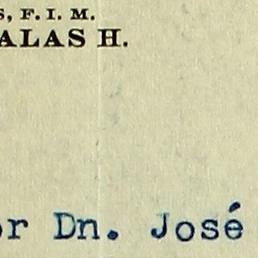 S, F. I. M.
ALAS H.
or Dn. José